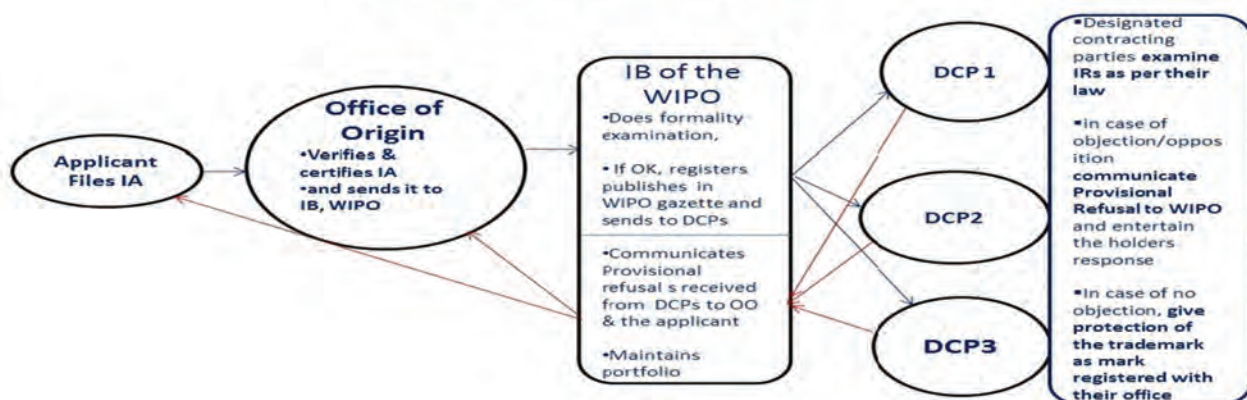 Applicant
Files IA
Office of
Origin
▪Verifies &
certifies IA
▪and sends it to
IB, WIPO
IB of the
WIPO
▪Does formality
examination,
▪ If OK, registers
publishes in
WIPO gazette and
sends to DCPs
▪Communicates
Provisional
refusal s received
from DCPs to OO
& the applicant
▪Maintains
portfolio
DCP 1
DCP2
DCP3
▪Designated
contracting
parties examine
IRs as per their
law
▪in case of
objection/oppos
ition
communicate
Provisional
Refusal to WIPO
and entertain
the holders
response
▪In case of no
objection, give
protection of
the trademark
as mark
registered with
their office